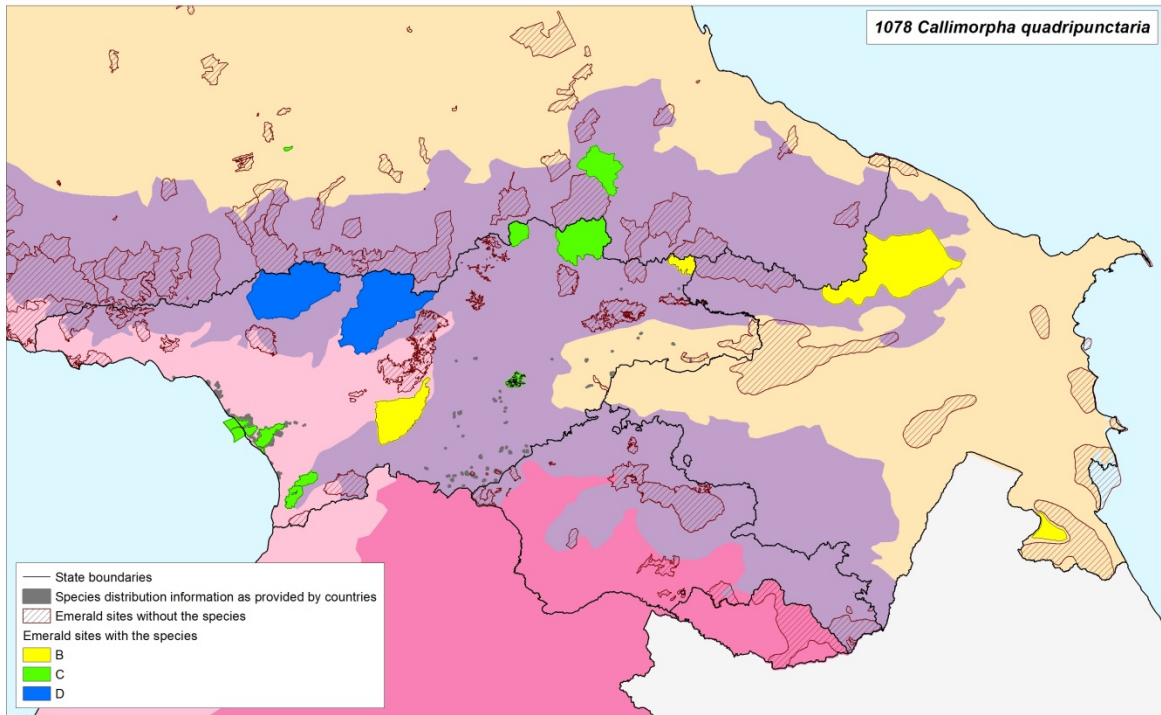 1078 Callimorpha quadripunctaria
State boundaries
Species distribution information as provided by countries
Emerald sites without the species
Emerald sites with the species
B
C
D